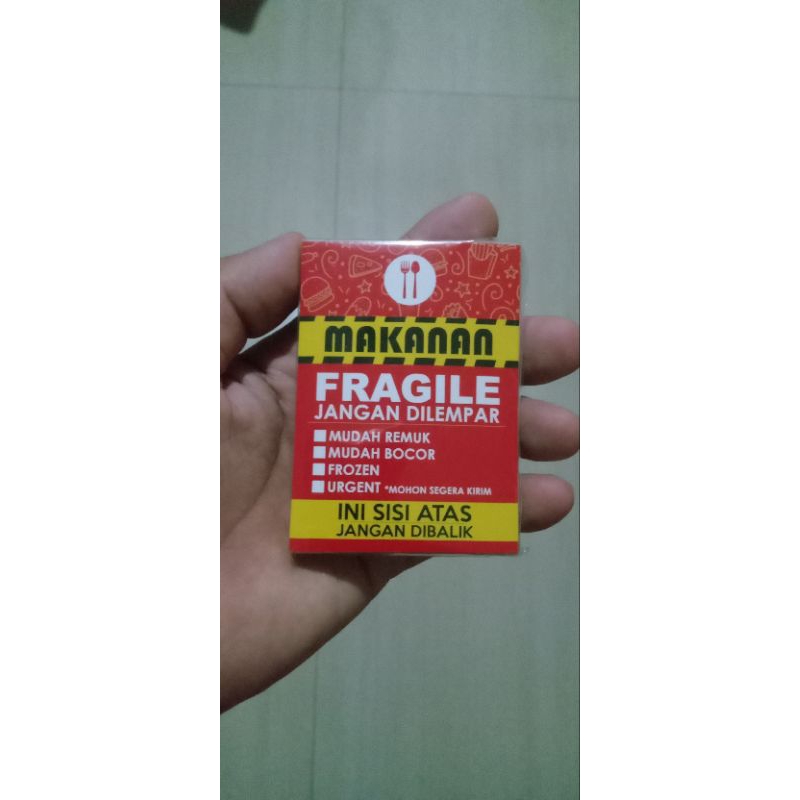 MAKANAN
FRAGILE
JANGAN DILEMPAR
MUDAH REMUK
MUDAH BOCOR
FROZEN
URGENT *MOHON SEGERA KIRIM
INI SISI ATAS
JANGAN DIBALIK